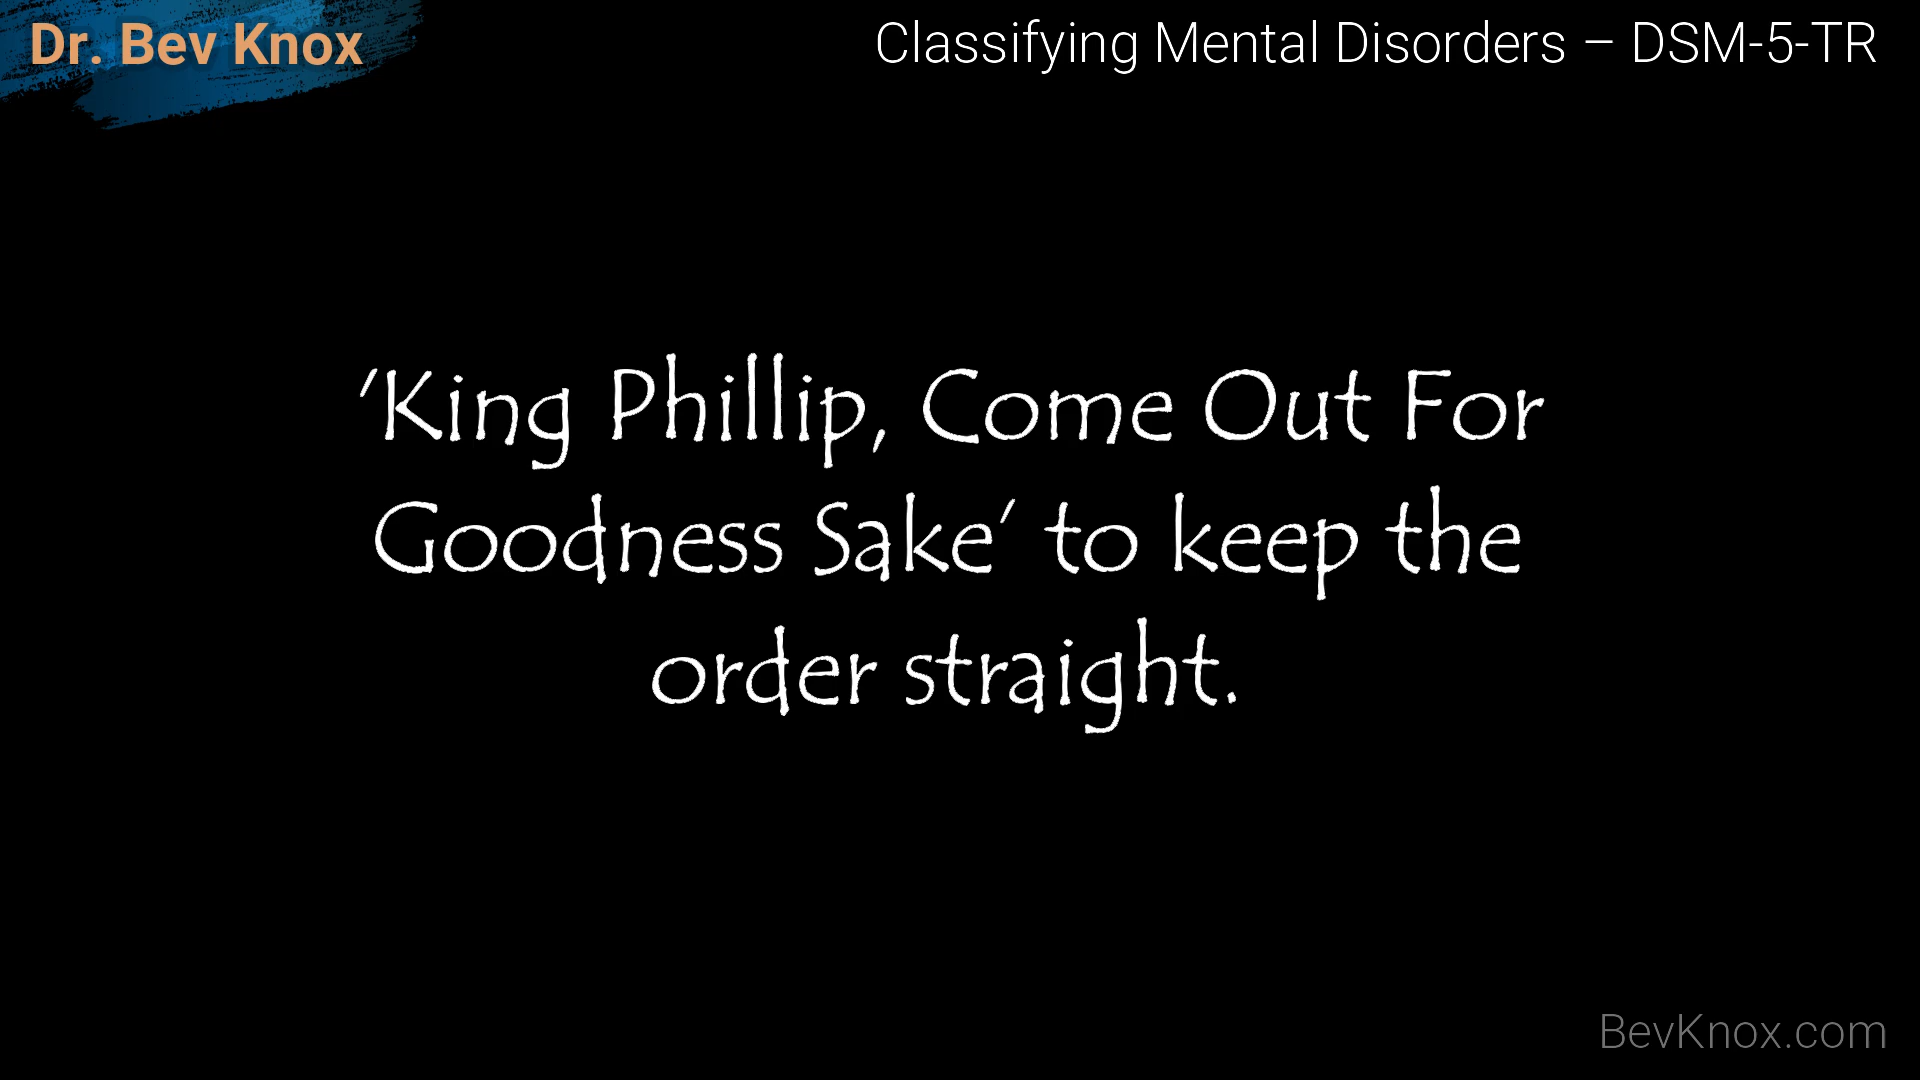 Dr. Bev Knox
Classifying Mental Disorders – DSM-5-TR
'King Phillip, Come Out For
Goodness Sake' to keep the
order straight.
BevKnox.com